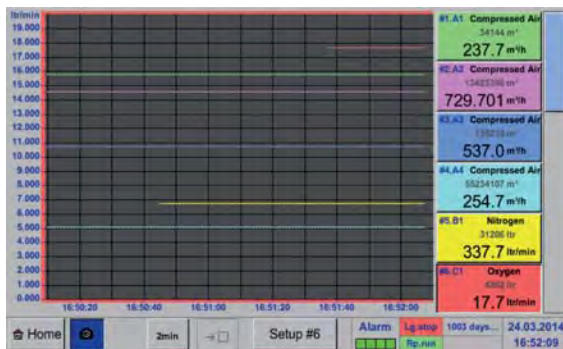 ltr/min
19.000
18.000
17.000
16.000
15.000
14.000
13.000
12.000
11.000
10.000
9.000
8.000
7.000
6.000
5.000
4.000
3.000
2.000
1.000
0.000
16:50:20 16:50:40 16:51:00 16:51:20 16:51:40 16:52:00
#1.A1 Compressed Air
34144 m³
237.7 m³/h
#2.A2 Compressed Air
m³
729.701 m³/h
#3.A3 Compressed Air
m³
537.0 m³/h
#4.A4 Compressed Air
55234107 m³
254.7 m³/h
#5.B1 Nitrogen
31206 ltr
337.7 ltr/min
#6.C1 Oxygen
ltr
17.7 ltr/min
Home 2min Setup #6 Alarm Lg.stop 1003 days... 24.03.2014
Rp.run 16:52:09